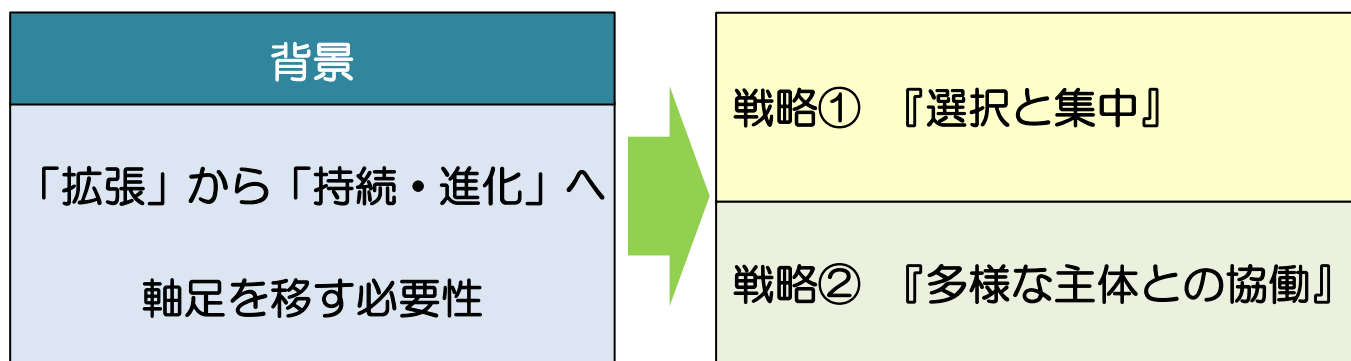 背景
「拡張」から「持続・進化」へ
軸足を移す必要性
戦略① 『選択と集中』
戦略② 『多様な主体との協働』